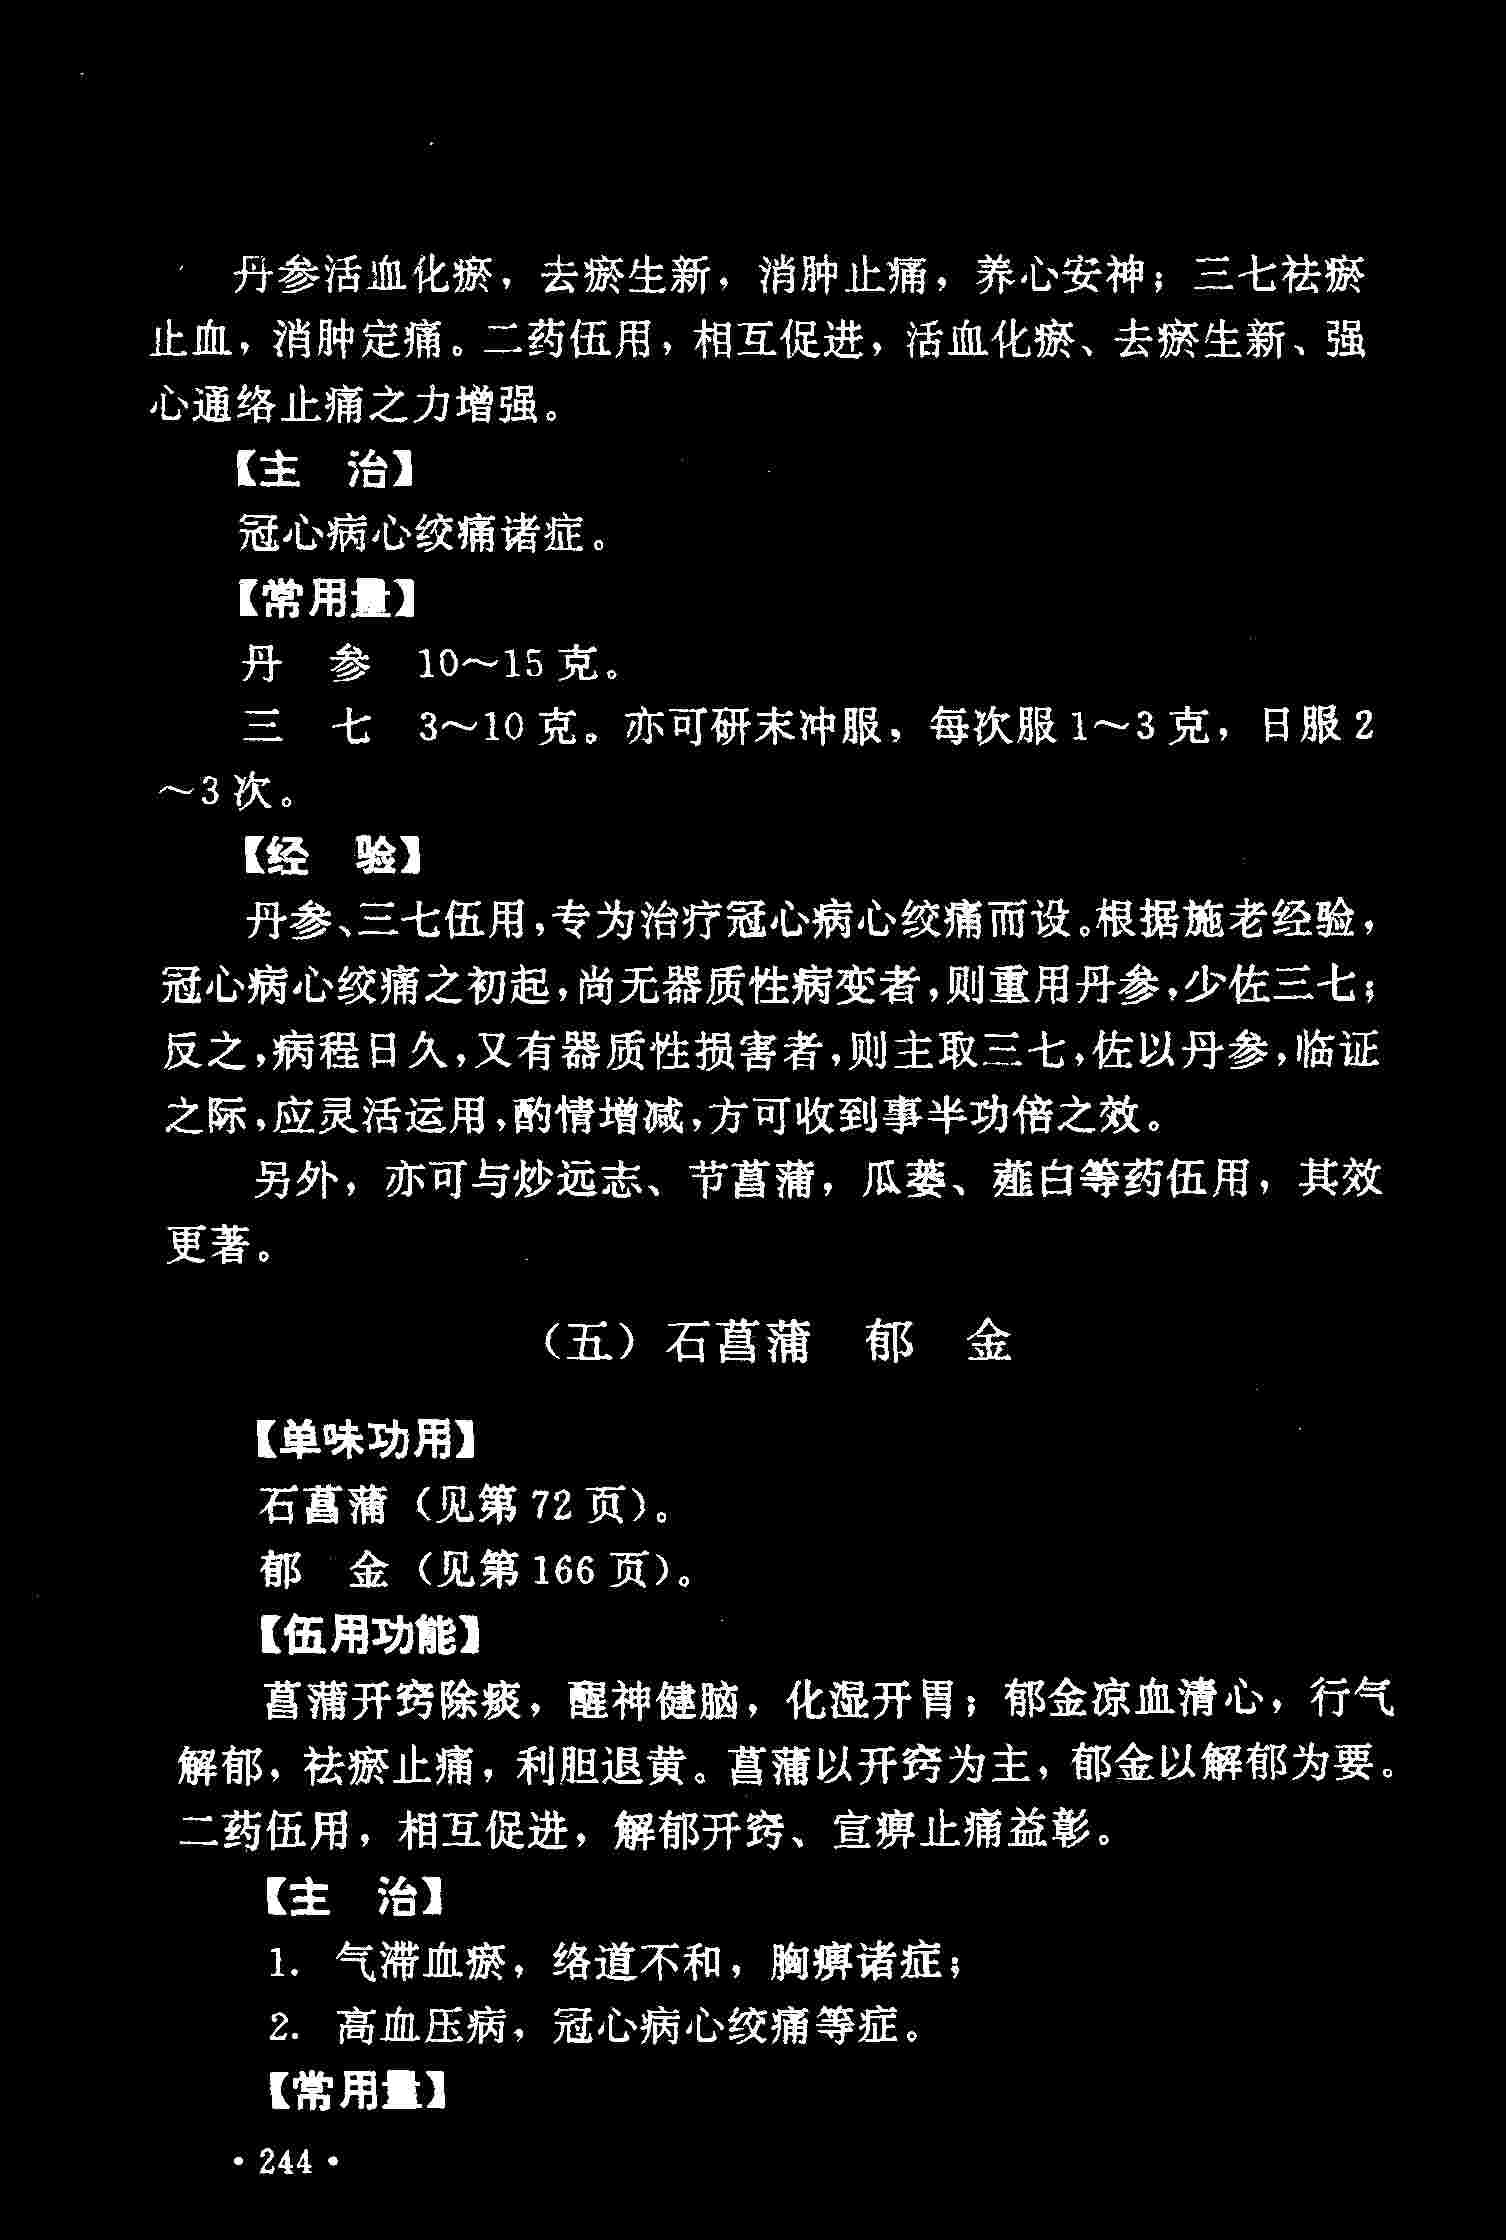 丹参活血化瘀，去瘀生新，消肿止痛，养心安神；三七祛瘀
止血，消肿定痛。二药伍用，相互促进，活血化瘀、去瘀生新、强
心通络止痛之力增强。
【主　治】
冠心病心绞痛诸症。
【常用量】
丹　参　10～15克。
三　七　3～10克。亦可研末冲服，每次服1～3克，日服2
～3次。
【经　验】
丹参、三七伍用，专为治疗冠心病心绞痛而设。根据施老经验，
冠心病心绞痛之初起，尚无器质性病变者，则重用丹参，少佐三七；
反之，病程日久，又有器质性损害者，则主取三七，佐以丹参，临证
之际，应灵活运用，酌情增减，方可收到事半功倍之效。
另外，亦可与炒远志、节菖蒲，瓜蒌、薤白等药伍用，其效
更著。
（五）石菖蒲　郁　金
【单味功用】
石菖蒲（见第72页）。
郁　金（见第166页）。
【伍用功能】
菖蒲开窍除痰，醒神健脑，化湿开胃；郁金凉血清心，行气
解郁，祛瘀止痛，利胆退黄。菖蒲以开窍为主，郁金以解郁为要。
二药伍用，相互促进，解郁开窍、宣痹止痛益彰。
【主　治】
1. 气滞血瘀，络道不和，胸痹诸症；
2. 高血压病，冠心病心绞痛等症。
【常用量】
·244·